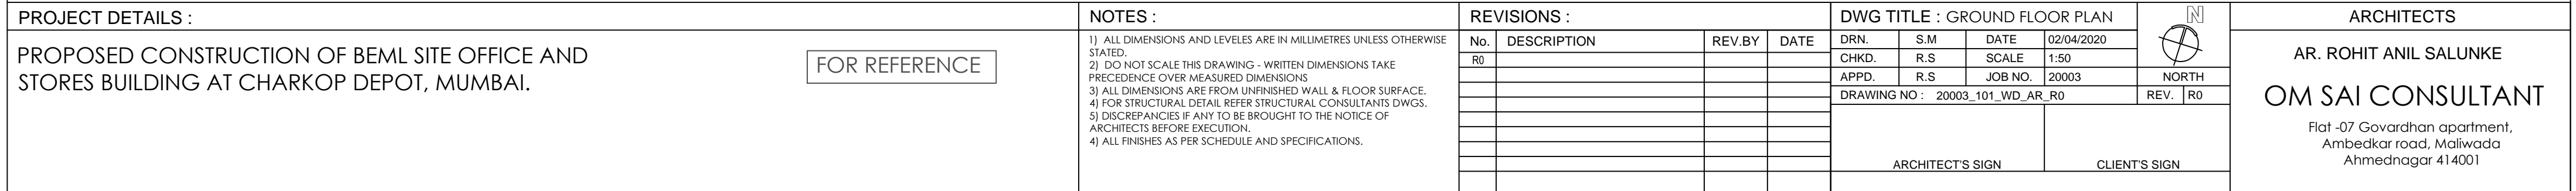 PROJECT DETAILS :
PROPOSED CONSTRUCTION OF BEML SITE OFFICE AND
STORES BUILDING AT CHARKOP DEPOT, MUMBAI.
FOR REFERENCE
NOTES :
1) ALL DIMENSIONS AND LEVELES ARE IN MILLIMETRES UNLESS OTHERWISE
STATED.
2) DO NOT SCALE THIS DRAWING - WRITTEN DIMENSIONS TAKE
PRECEDENCE OVER MEASURED DIMENSIONS
3) ALL DIMENSIONS ARE FROM UNFINISHED WALL & FLOOR SURFACE.
4) FOR STRUCTURAL DETAIL REFER STRUCTURAL CONSULTANTS DWGS.
5) DISCREPANCIES IF ANY TO BE BROUGHT TO THE NOTICE OF
ARCHITECTS BEFORE EXECUTION.
4) ALL FINISHES AS PER SCHEDULE AND SPECIFICATIONS.
REVISIONS :
No. DESCRIPTION REV.BY DATE
R0
DWG TITLE : GROUND FLOOR PLAN
DRN. S.M DATE 02/04/2020
CHKD. R.S SCALE 1:50
APPD. R.S JOB NO. 20003
DRAWING NO : 20003_101_WD_AR_R0
N
NORTH
REV. R0
ARCHITECT'S SIGN CLIENT'S SIGN
ARCHITECTS
AR. ROHIT ANIL SALUNKE
OM SAI CONSULTANT
Flat -07 Govardhan apartment,
Ambedkar road, Maliwada
Ahmednagar 414001